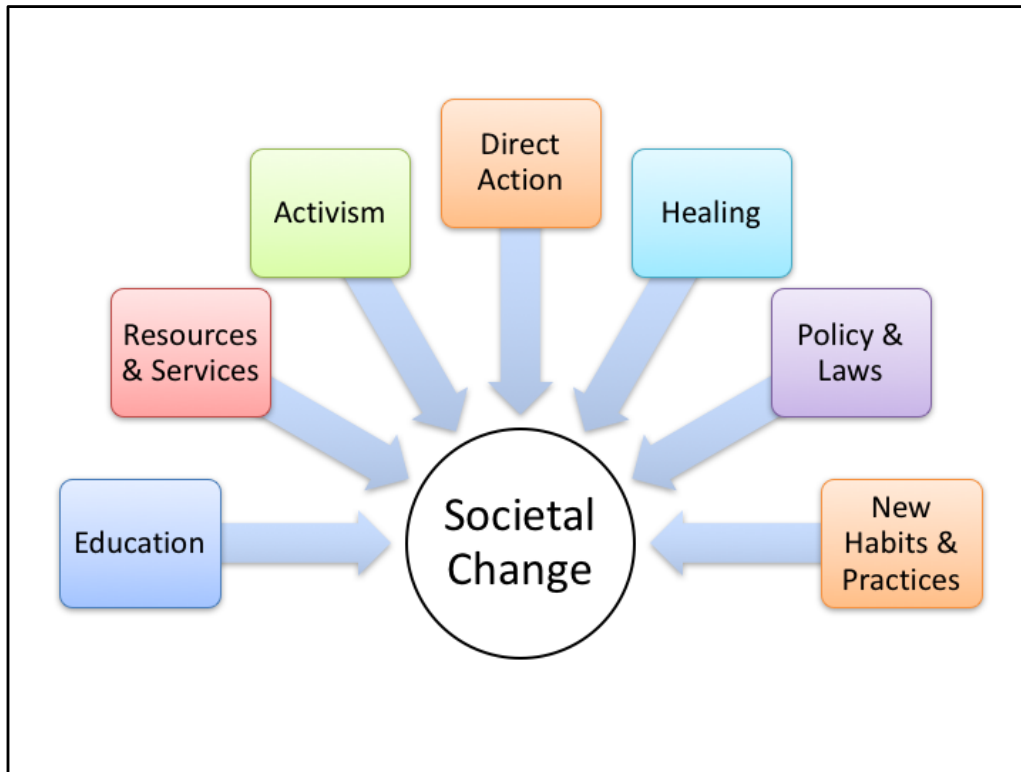 Direct
Action
Activism
Healing
Resources
& Services
Policy &
Laws
Education
Societal
Change
New
Habits &
Practices